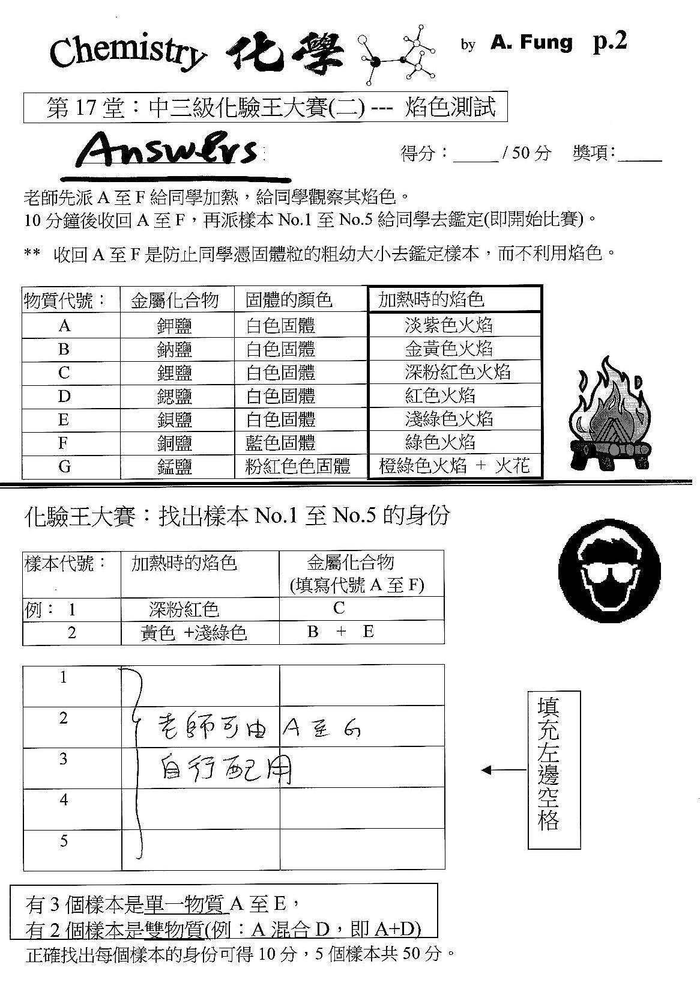 Chemistry 化學 by A. Fung p.2
第 17 堂：中三級化驗王大賽(二) --- 焰色測試
Answers
得分：_____ / 50 分 獎項:_____
老師先派 A 至 F 給同學加熱，給同學觀察其焰色。
10 分鐘後收回 A 至 F，再派樣本 No.1 至 No.5 給同學去鑑定(即開始比賽)。
** 收回 A 至 F 是防止同學憑固體粒的粗幼大小去鑑定樣本，而不利用焰色。
物質代號： 金屬化合物 固體的顏色 加熱時的焰色
A 鉀鹽 白色固體 淡紫色火焰
B 鈉鹽 白色固體 金黃色火焰
C 鋰鹽 白色固體 深粉紅色火焰
D 鍶鹽 白色固體 紅色火焰
E 鋇鹽 白色固體 淺綠色火焰
F 銅鹽 藍色固體 綠色火焰
G 錳鹽 粉紅色色固體 橙綠色火焰 + 火花
化驗王大賽：找出樣本 No.1 至 No.5 的身份
樣本代號： 加熱時的焰色 金屬化合物
(填寫代號 A 至 F)
例： 1 深粉紅色 C
2 黃色 +淺綠色 B + E
1
2 老師可由 A 至 G
3 自行配用
4
5
填充左邊空格
有 3 個樣本是單一物質 A 至 E，
有 2 個樣本是雙物質(例：A 混合 D，即 A+D)
正確找出每個樣本的身份可得 10 分，5 個樣本共 50 分。